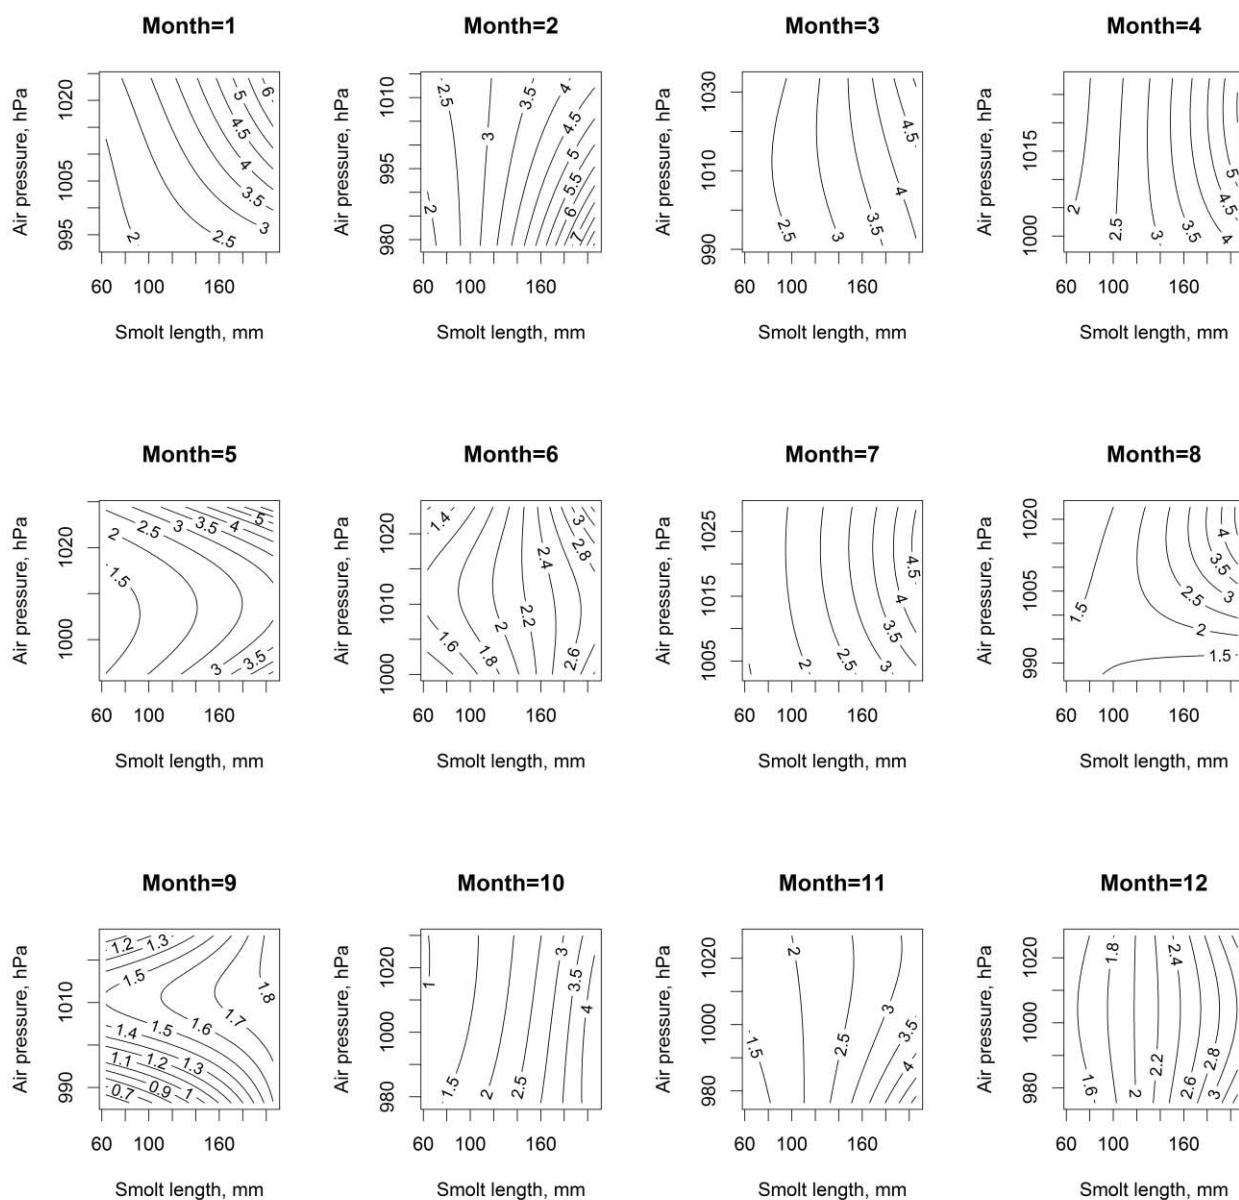 Month=1
Air pressure, hPa
995 1005 1020
2 2.5 3 3.5 4 4.5 5 6
60 100 160
Smolt length, mm
Month=2
Air pressure, hPa
980 995 1010
2 2.5 3 3.5 4 4.5 5 5.5 6 7
60 100 160
Smolt length, mm
Month=3
Air pressure, hPa
990 1010 1030
2.5 3 3.5 4 4.5
60 100 160
Smolt length, mm
Month=4
Air pressure, hPa
1000 1015
2 2.5 3 3.5 4 4.5 5
60 100 160
Smolt length, mm
Month=5
Air pressure, hPa
1000 1020
1.5 2 2.5 3 3.5 4 5
3 3.5
60 100 160
Smolt length, mm
Month=6
Air pressure, hPa
1000 1010 1020
1.4 1.6 1.8 2 2.2 2.4 2.6 2.8 3
60 100 160
Smolt length, mm
Month=7
Air pressure, hPa
1005 1015 1025
2 2.5 3 3.5 4 4.5
60 100 160
Smolt length, mm
Month=8
Air pressure, hPa
990 1005 1020
1.5 1.5 2 2.5 3 3.5 4
60 100 160
Smolt length, mm
Month=9
Air pressure, hPa
990 1010
1.2 1.3
1.5 1.8
1.4 1.5 1.6 1.7
1.1 1.2 1.3
0.7 0.9 1
60 100 160
Smolt length, mm
Month=10
Air pressure, hPa
980 1000 1020
1 1.5 2 2.5 3 3.5 4
60 100 160
Smolt length, mm
Month=11
Air pressure, hPa
980 1000 1020
1.5 2 2.5 3 3.5 4
60 100 160
Smolt length, mm
Month=12
Air pressure, hPa
980 1000 1020
1.6 1.8 2 2.2 2.4 2.6 2.8 3
60 100 160
Smolt length, mm